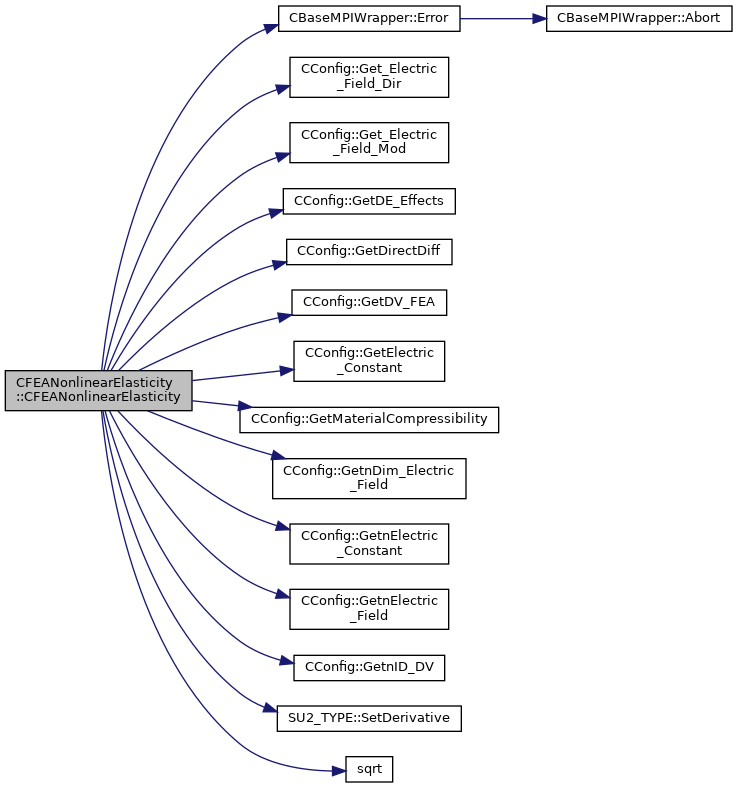 CFEANonlinearElasticity
::CFEANonlinearElasticity
CBaseMPIWrapper::Error
CBaseMPIWrapper::Abort
CConfig::Get_Electric
_Field_Dir
CConfig::Get_Electric
_Field_Mod
CConfig::GetDE_Effects
CConfig::GetDirectDiff
CConfig::GetDV_FEA
CConfig::GetElectric
_Constant
CConfig::GetMaterialCompressibility
CConfig::GetnDim_Electric
_Field
CConfig::GetnElectric
_Constant
CConfig::GetnElectric
_Field
CConfig::GetnID_DV
SU2_TYPE::SetDerivative
sqrt